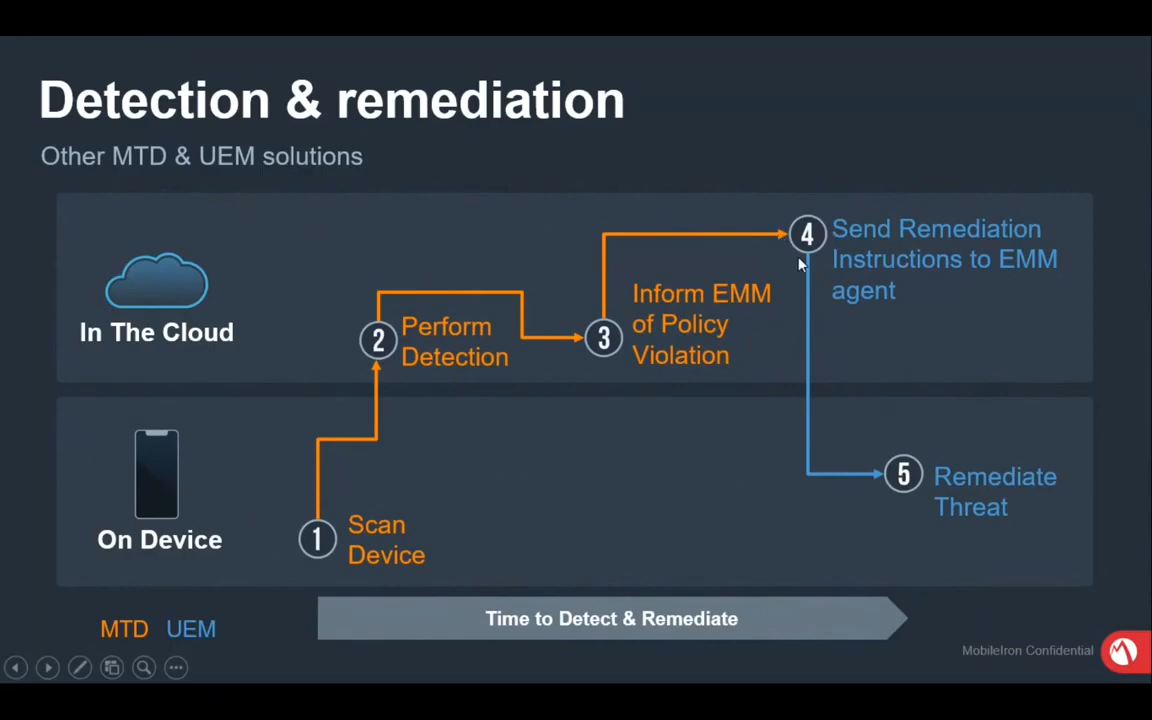 Detection & remediation
Other MTD & UEM solutions
In The Cloud
2
Perform
Detection
3
Inform EMM
of Policy
Violation
4
Send Remediation
Instructions to EMM
agent
On Device
1
Scan
Device
5
Remediate
Threat
Time to Detect & Remediate
MTD UEM
MobileIron Confidential